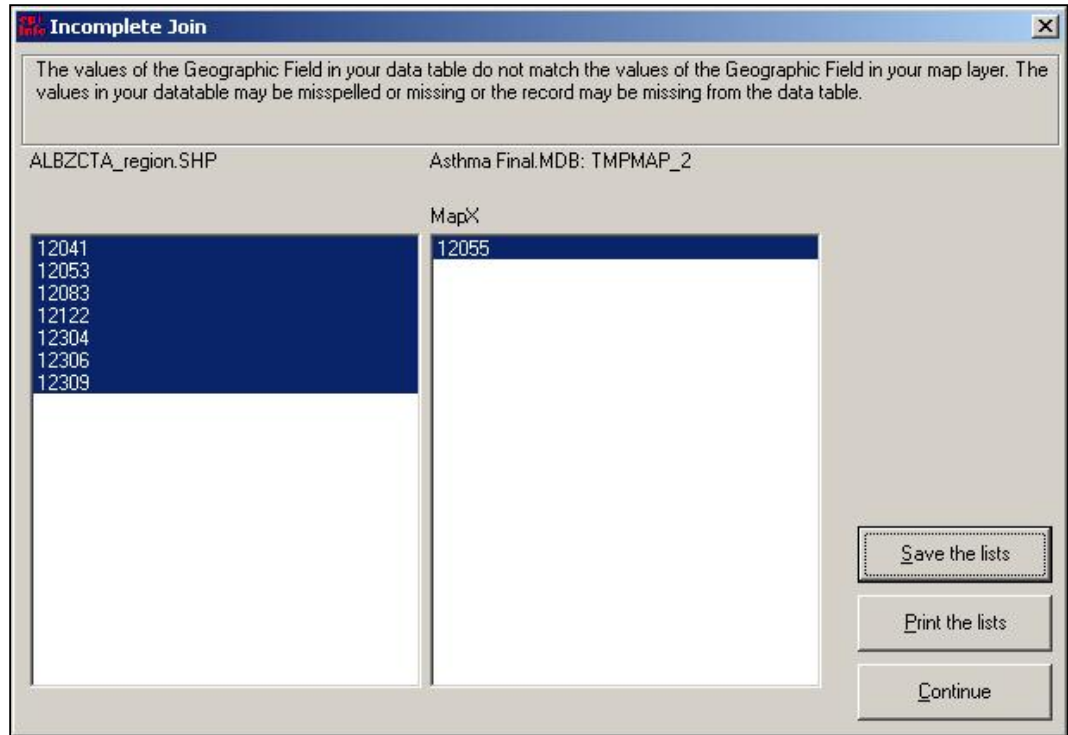 Epi Info Incomplete Join
The values of the Geographic Field in your data table do not match the values of the Geographic Field in your map layer. The
values in your datatable may be misspelled or missing or the record may be missing from the data table.
ALBZCTA_region.SHP
Asthma Final.MDB: TMPMAP_2
MapX
12041
12053
12083
12122
12304
12306
12309
12055
Save the lists
Print the lists
Continue